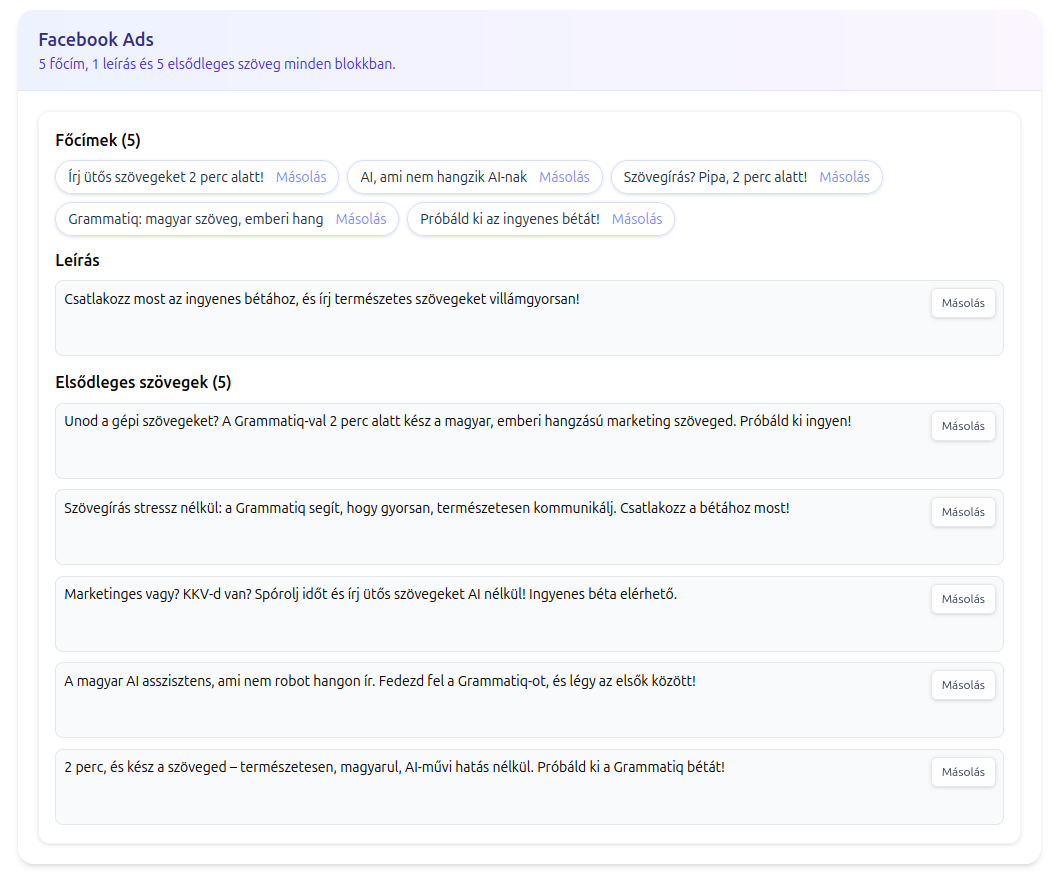 Facebook Ads
5 főcím, 1 leírás és 5 elsődleges szöveg minden blokkban.
Főcímek (5)
Írj ütős szövegeket 2 perc alatt! Másolás AI, ami nem hangzik AI-nak Másolás Szövegírás? Pipa, 2 perc alatt! Másolás
Grammatiq: magyar szöveg, emberi hang Másolás Próbáld ki az ingyenes bétát! Másolás
Leírás
Csatlakozz most az ingyenes bétához, és írj természetes szövegeket villámgyorsan! Másolás
Elsődleges szövegek (5)
Unod a gépi szövegeket? A Grammatiq-val 2 perc alatt kész a magyar, emberi hangzású marketing szöveged. Próbáld ki ingyen! Másolás
Szövegírás stressz nélkül: a Grammatiq segít, hogy gyorsan, természetesen kommunikálj. Csatlakozz a bétához most! Másolás
Marketinges vagy? KKV-d van? Spórolj időt és írj ütős szövegeket AI nélkül! Ingyenes béta elérhető. Másolás
A magyar AI asszisztens, ami nem robot hangon ír. Fedezd fel a Grammatiq-ot, és légy az elsők között! Másolás
2 perc, és kész a szöveged – természetesen, magyarul, AI-művi hatás nélkül. Próbáld ki a Grammatiq bétát! Másolás